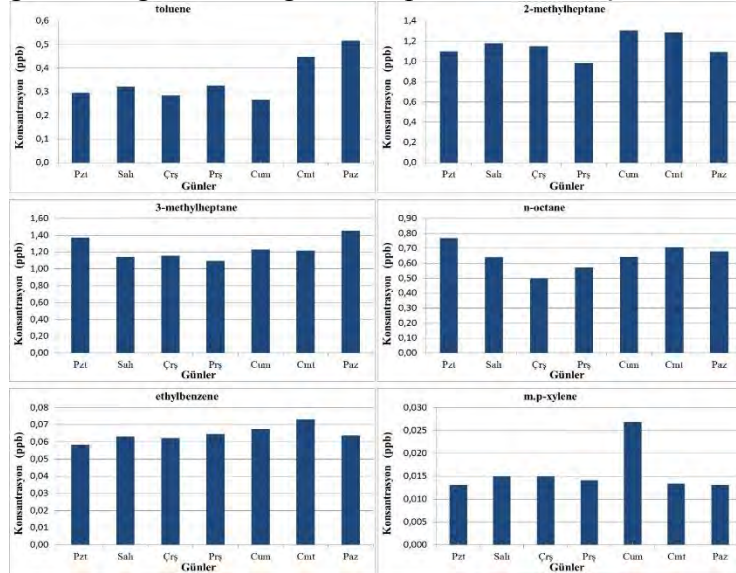 toluene
Konsantrasyon (ppb)
0,6
0,5
0,4
0,3
0,2
0,1
0,0
Pzt Salı Çrş Prş Cum Cmt Paz
Günler
2-methylheptane
Konsantrasyon (ppb)
1,4
1,2
1,0
0,8
0,6
0,4
0,2
0,0
Pzt Salı Çrş Prş Cum Cmt Paz
Günler
3-methylheptane
Konsantrasyon (ppb)
1,60
1,40
1,20
1,00
0,80
0,60
0,40
0,20
0,00
Pzt Salı Çrş Prş Cum Cmt Paz
Günler
n-octane
Konsantrasyon (ppb)
0,90
0,80
0,70
0,60
0,50
0,40
0,30
0,20
0,10
0,00
Pzt Salı Çrş Prş Cum Cmt Paz
Günler
ethylbenzene
Konsantrasyon (ppb)
0,08
0,07
0,06
0,05
0,04
0,03
0,02
0,01
0,00
Pzt Salı Çrş Prş Cum Cmt Paz
Günler
m.p-xylene
Konsantrasyon (ppb)
0,030
0,025
0,020
0,015
0,010
0,005
0,000
Pzt Salı Çrş Prş Cum Cmt Paz
Günler